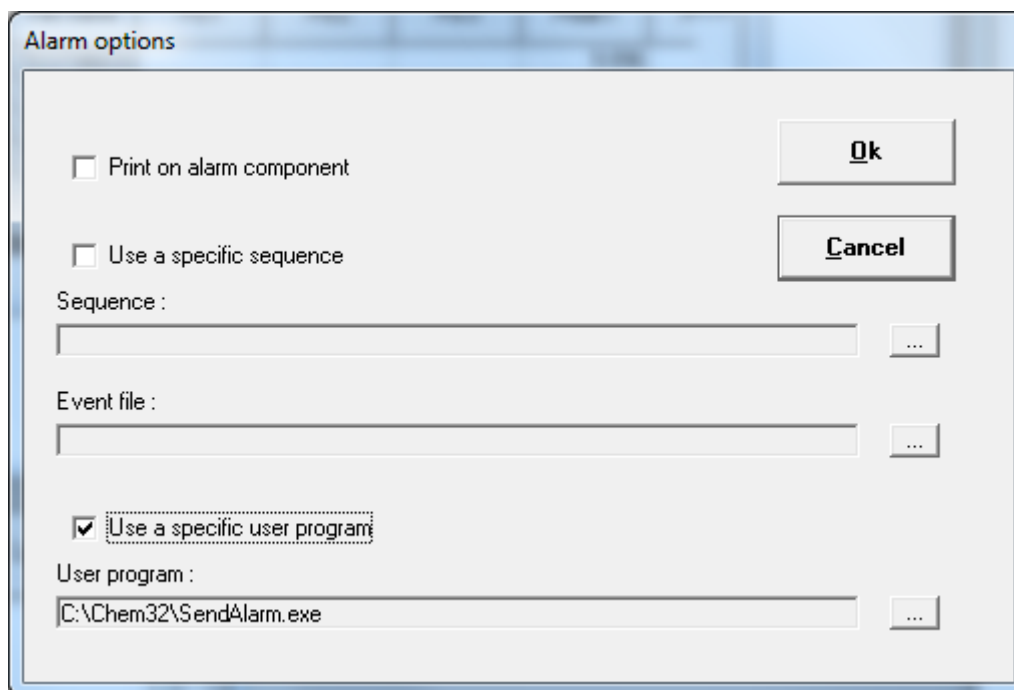 Alarm options
Print on alarm component
Ok
Use a specific sequence
Cancel
Sequence :
...
Event file :
...
Use a specific user program
User program :
C:\Chem32\SendAlarm.exe
...